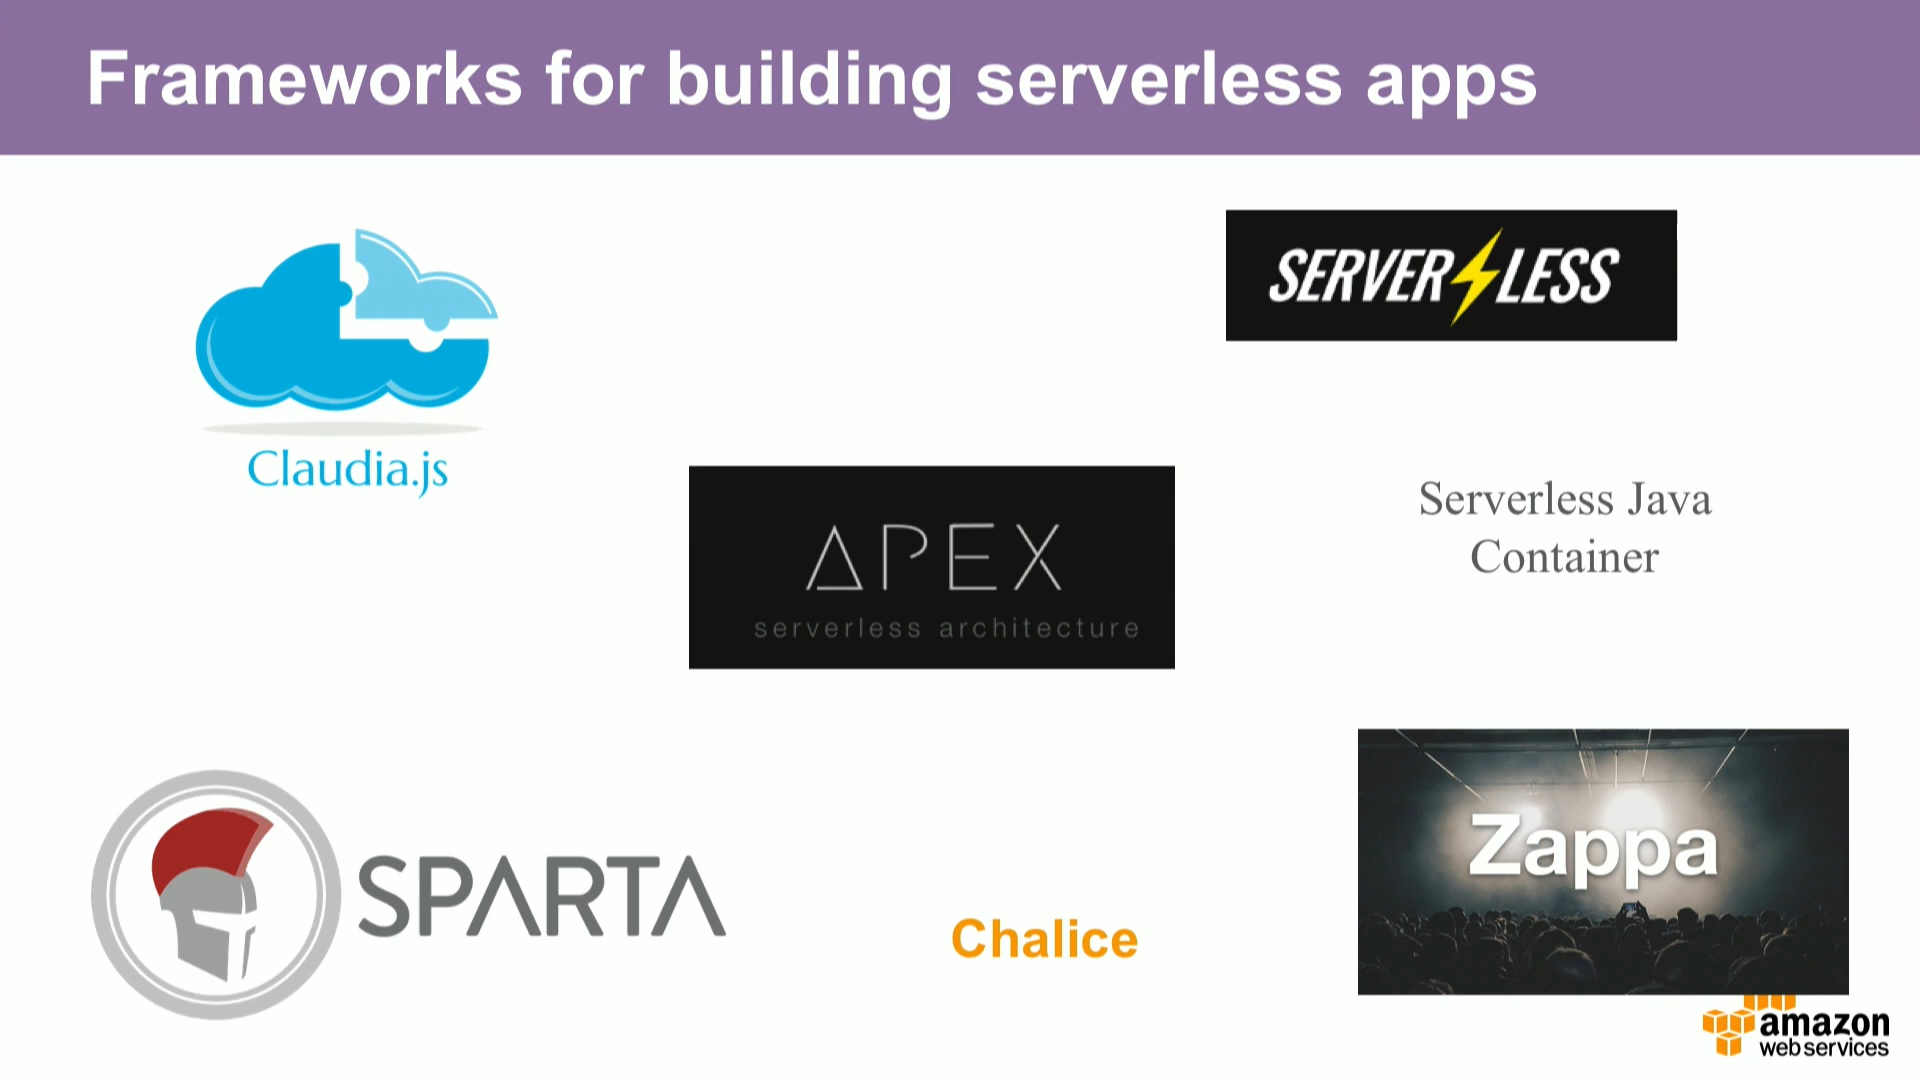 Frameworks for building serverless apps
SERVERLESS
Claudia.js
Serverless Java
Container
APEX
serverless architecture
Zappa
SPARTA
Chalice
amazon
web services